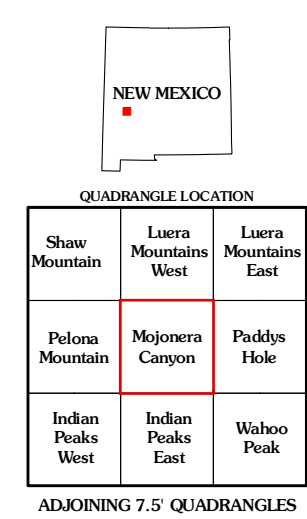 NEW MEXICO
QUADRANGLE LOCATION
Shaw
Mountain
Luera
Mountains
West
Luera
Mountains
East
Pelona
Mountain
Mojonera
Canyon
Paddys
Hole
Indian
Peaks
West
Indian
Peaks
East
Wahoo
Peak
ADJOINING 7.5' QUADRANGLES